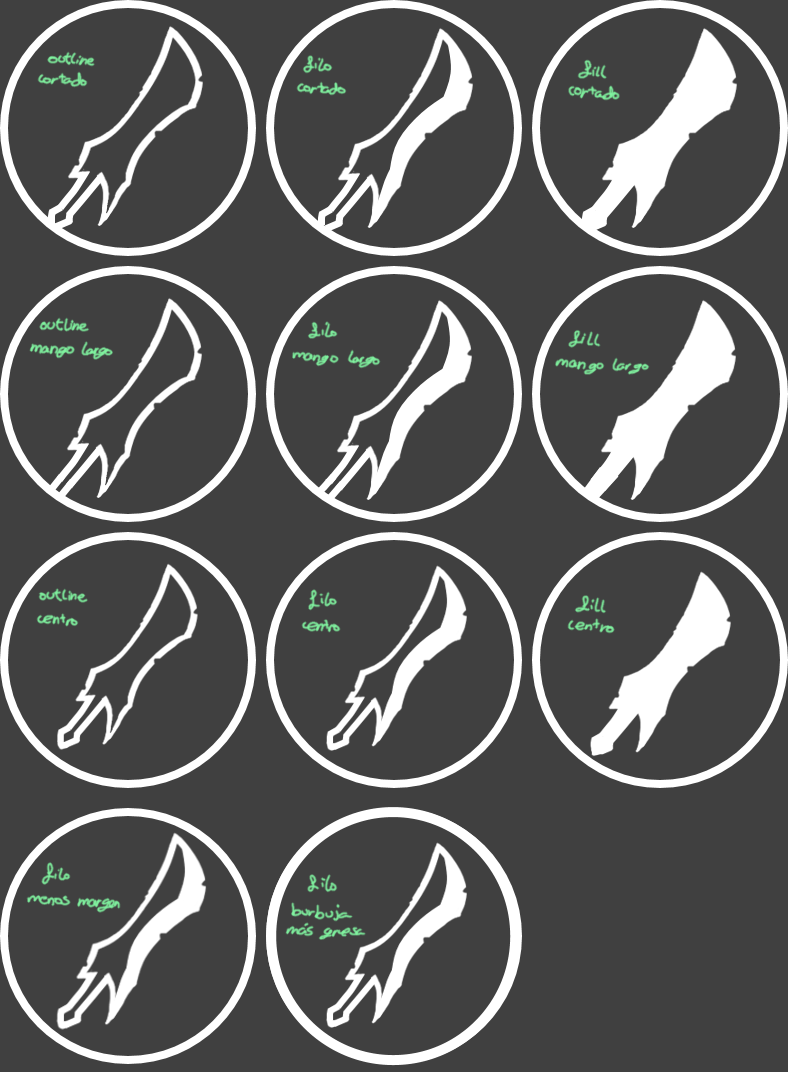 outline
cortado
filo
cortado
fill
cortado
outline
mango largo
filo
mango largo
fill
mango largo
outline
centro
filo
centro
fill
centro
filo
menos margen
filo
burbuja
más gruesa